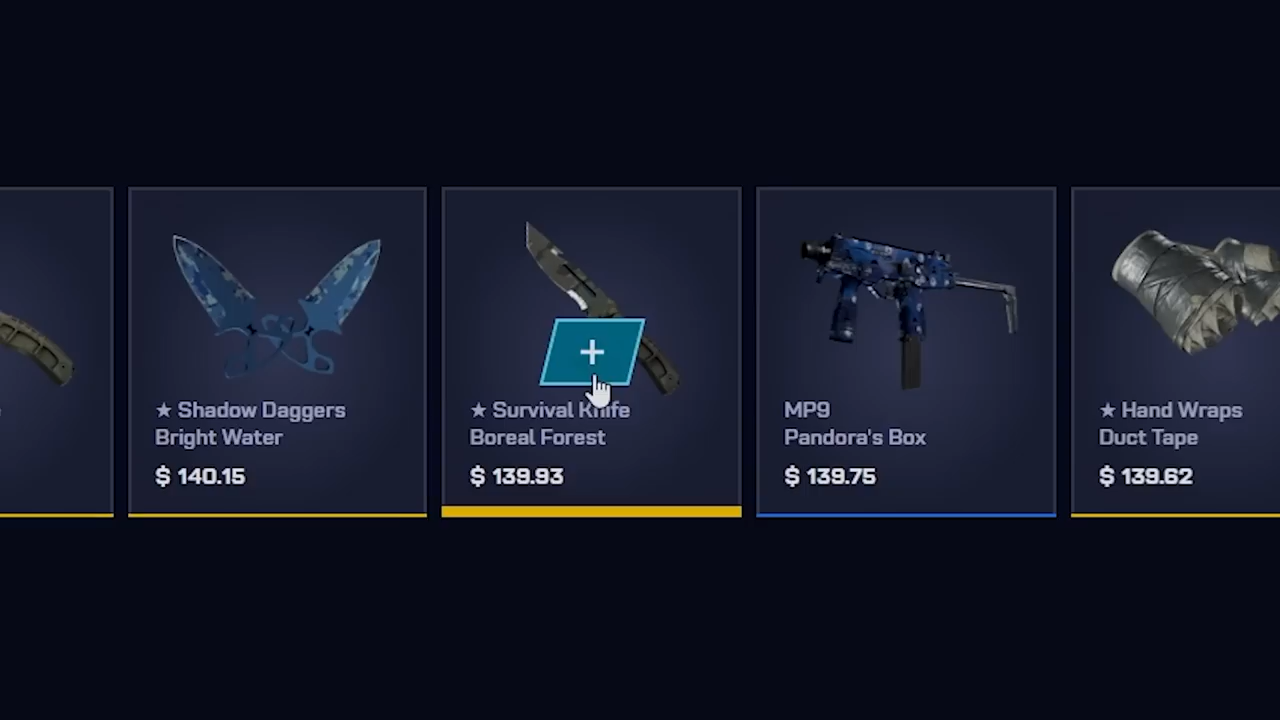 ★ Shadow Daggers
Bright Water
$ 140.15
★ Survival Knife
Boreal Forest
$ 139.93
MP9
Pandora's Box
$ 139.75
★ Hand Wraps
Duct Tape
$ 139.62